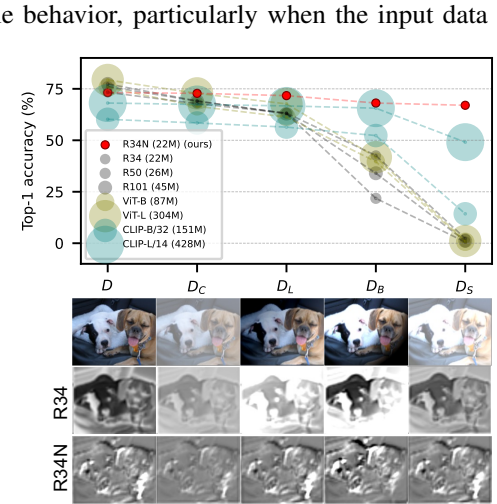 e behavior, particularly when the input data
Top-1 accuracy (%)
75
50
25
0
R34N (22M) (ours)
R34 (22M)
R50 (26M)
R101 (45M)
ViT-B (87M)
ViT-L (304M)
CLIP-B/32 (151M)
CLIP-L/14 (428M)
D D_C D_L D_B D_S
R34
R34N